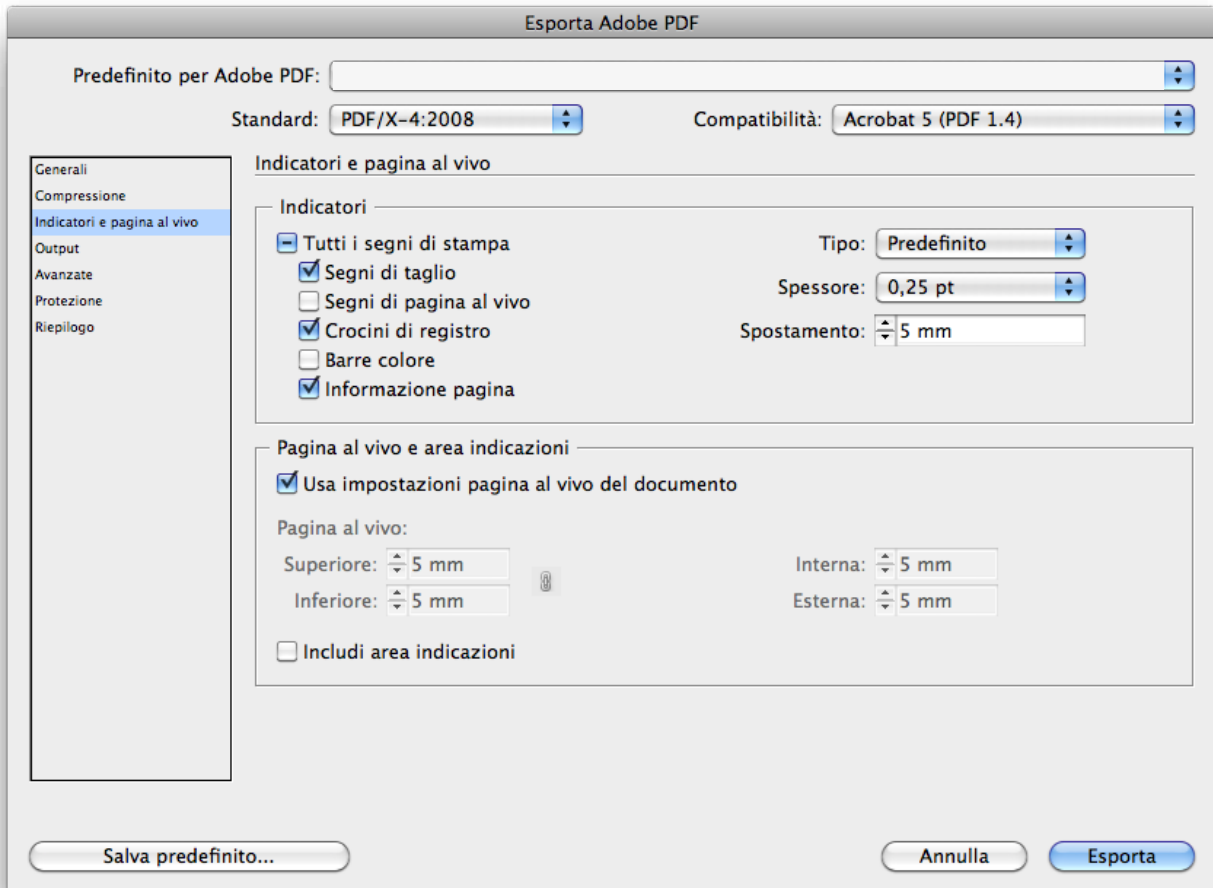 Esporta Adobe PDF
Predefinito per Adobe PDF:
Standard: PDF/X-4:2008 Compatibilità: Acrobat 5 (PDF 1.4)
Generali
Compressione
Indicatori e pagina al vivo
Output
Avanzate
Protezione
Riepilogo
Indicatori e pagina al vivo
Indicatori
Tutti i segni di stampa
Segni di taglio
Segni di pagina al vivo
Crocini di registro
Barre colore
Informazione pagina
Tipo: Predefinito
Spessore: 0,25 pt
Spostamento: 5 mm
Pagina al vivo e area indicazioni
Usa impostazioni pagina al vivo del documento
Pagina al vivo:
Superiore: 5 mm
Inferiore: 5 mm
Interna: 5 mm
Esterna: 5 mm
Includi area indicazioni
Salva predefinito... Annulla Esporta